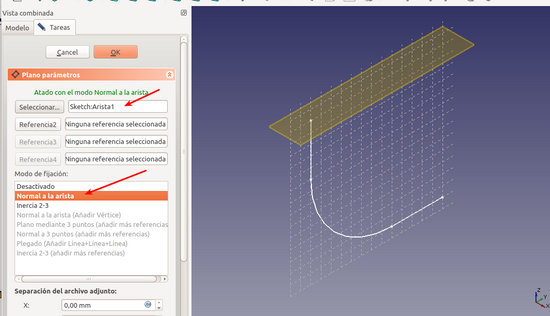 Vista combinada
Modelo
Tareas
Cancel
OK
Plano parámetros
Atado con el modo Normal a la arista
Seleccionar...
Sketch:Arista1
Referencia2
Ninguna referencia seleccionada
Referencia3
Ninguna referencia seleccionada
Referencia4
Ninguna referencia seleccionada
Modo de fijación:
Desactivado
Normal a la arista
Inercia 2-3
Normal a la arista (Añadir Vértice)
Plano mediante 3 puntos (añadir más referencias
Normal a 3 puntos (añadir más referencias)
Plegado (Añadir Línea+Línea+Línea)
Inercia 2-3 (añadir más referencias)
Separación del archivo adjunto:
X:
0,00 mm
Z
Y
X